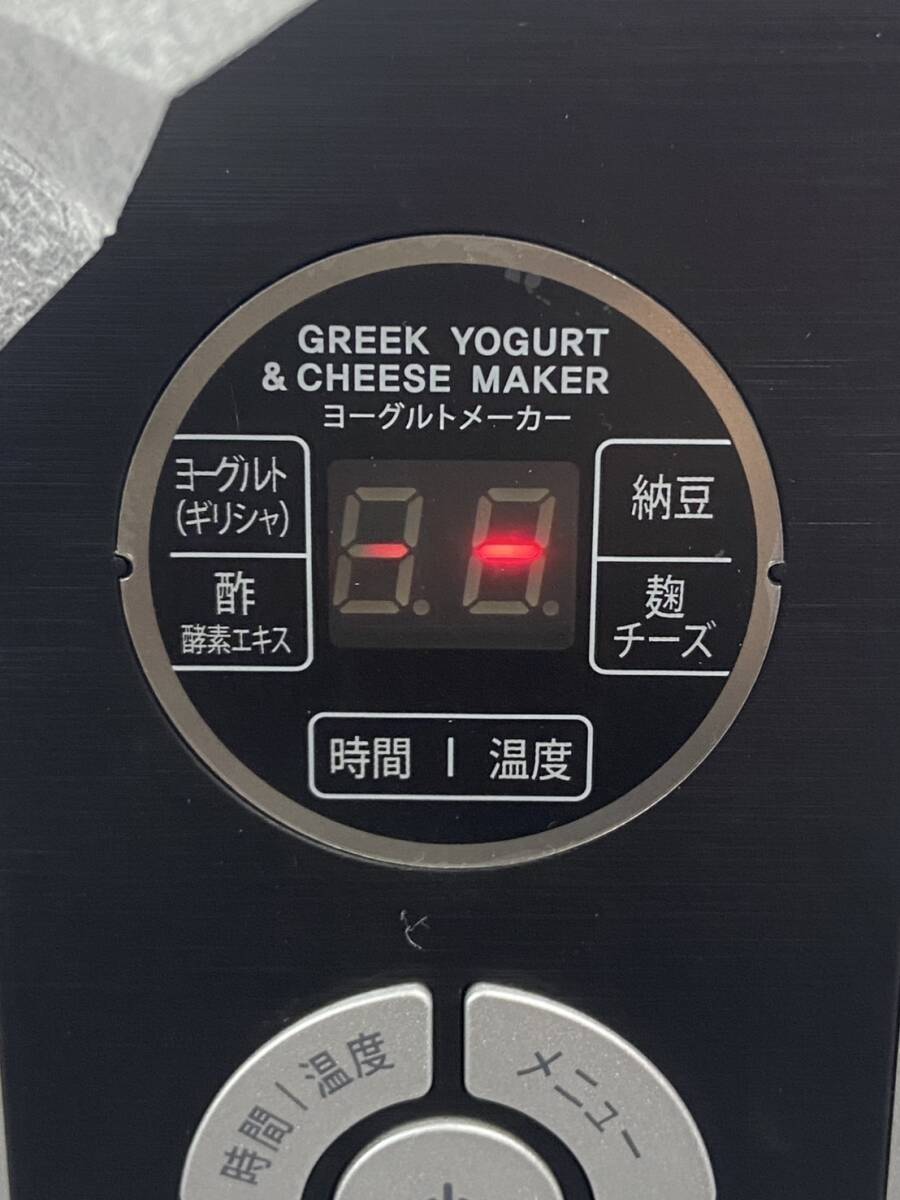 GREEK YOGURT
& CHEESE MAKER
ヨーグルトメーカー
ヨーグルト
(ギリシャ)
酢
酵素エキス
- -
納豆
麹
チーズ
時間 | 温度
時間 | 温度
メニュー